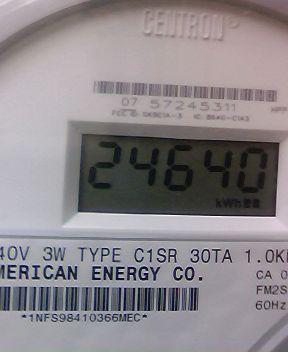 CENTRON
07 57245311
24640
kWh
40V 3W TYPE C1SR 30TA 1.0K
MERICAN ENERGY CO.
CA 0
FM2S
60Hz
*1NFS98410366MEC*